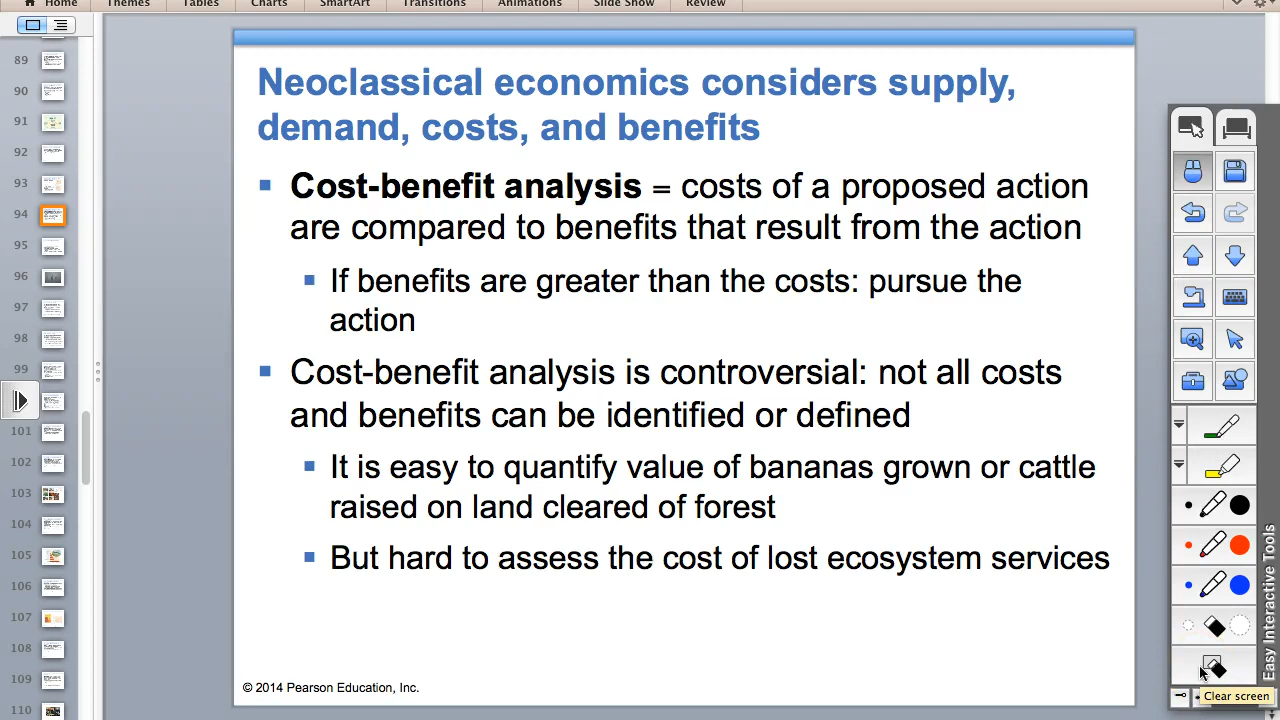 Home Themes Tables Charts SmartArt Transitions Animations Slide Show Review
89
90
91
92
93
94
95
96
97
98
99
101
102
103
104
105
106
107
108
109
110
Neoclassical economics considers supply,
demand, costs, and benefits
Cost-benefit analysis = costs of a proposed action
are compared to benefits that result from the action
If benefits are greater than the costs: pursue the
action
Cost-benefit analysis is controversial: not all costs
and benefits can be identified or defined
It is easy to quantify value of bananas grown or cattle
raised on land cleared of forest
But hard to assess the cost of lost ecosystem services
© 2014 Pearson Education, Inc.
Easy Interactive Tools
Clear screen